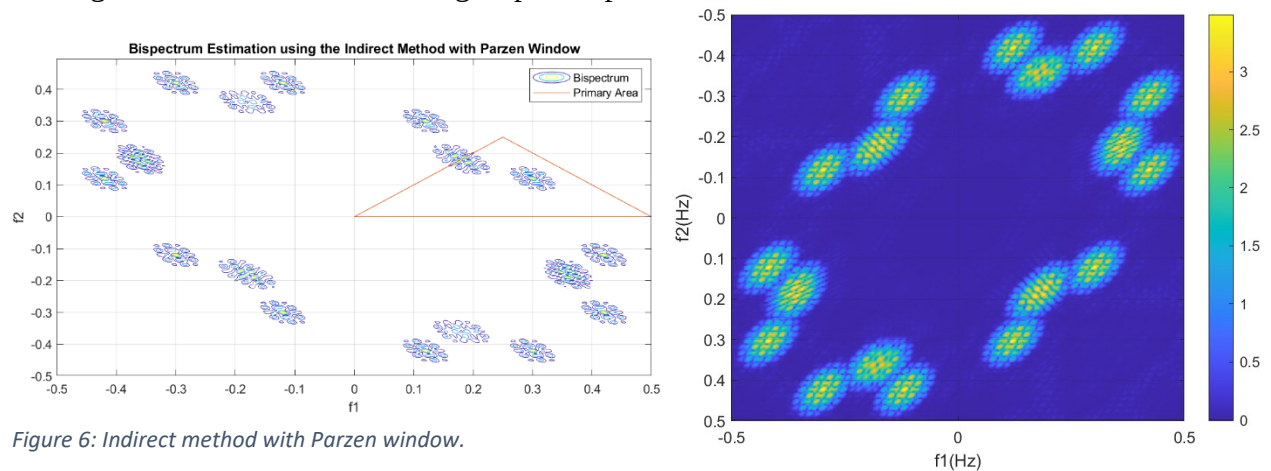 Bispectrum Estimation using the Indirect Method with Parzen Window
Bispectrum
Primary Area
0.4
0.3
0.2
0.1
0
-0.1
-0.2
-0.3
-0.4
-0.5
f2
-0.5 -0.4 -0.3 -0.2 -0.1 0 0.1 0.2 0.3 0.4 0.5
f1
Figure 6: Indirect method with Parzen window.
-0.5
-0.4
-0.3
-0.2
-0.1
0
0.1
0.2
0.3
0.4
0.5
f2(Hz)
-0.5 0 0.5
f1(Hz)
3
2.5
2
1.5
1
0.5
0